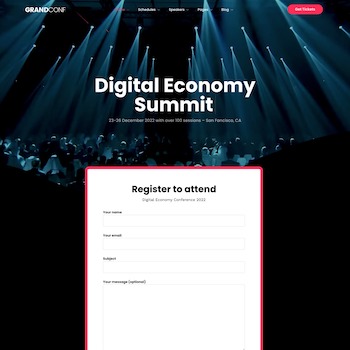 GRANDCONF
Home Schedules Speakers Pages Blog Get Tickets
Digital Economy
Summit
23-26 December 2022 with over 100 sessions – San Fancisco, CA
Register to attend
Digital Economy Conference 2022
Your name
Your email
Subject
Your message (optional)